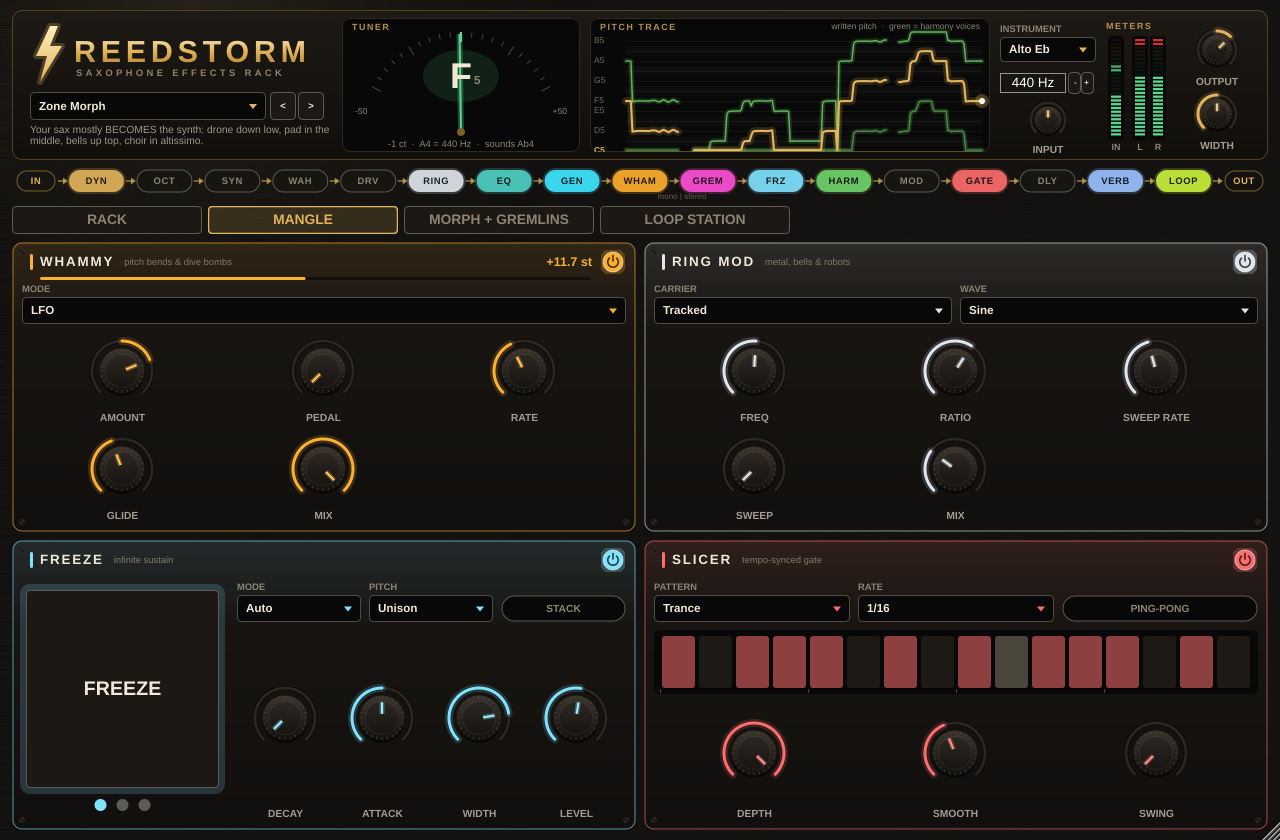 REEDSTORM
SAXOPHONE EFFECTS RACK
Zone Morph
<
>
Your sax mostly BECOMES the synth: drone down low, pad in the
middle, bells up top, choir in altissimo.
TUNER
F5
-50
+50
-1 ct · A4 = 440 Hz · sounds Ab4
PITCH TRACE
written pitch · green = harmony voices
B5
A5
G5
F5
E5
D5
C5
INSTRUMENT
Alto Eb
440 Hz
-
+
INPUT
METERS
IN
L
R
OUTPUT
WIDTH
IN
DYN
OCT
SYN
WAH
DRV
RING
EQ
GEN
WHAM
GREM
FRZ
HARM
MOD
GATE
DLY
VERB
LOOP
OUT
mono | stereo
RACK
MANGLE
MORPH + GREMLINS
LOOP STATION
WHAMMY
pitch bends & dive bombs
+11.7 st
MODE
LFO
AMOUNT
PEDAL
RATE
GLIDE
MIX
RING MOD
metal, bells & robots
CARRIER
WAVE
Tracked
Sine
FREQ
RATIO
SWEEP RATE
SWEEP
MIX
FREEZE
infinite sustain
FREEZE
MODE
PITCH
Auto
Unison
STACK
DECAY
ATTACK
WIDTH
LEVEL
SLICER
tempo-synced gate
PATTERN
RATE
Trance
1/16
PING-PONG
DEPTH
SMOOTH
SWING